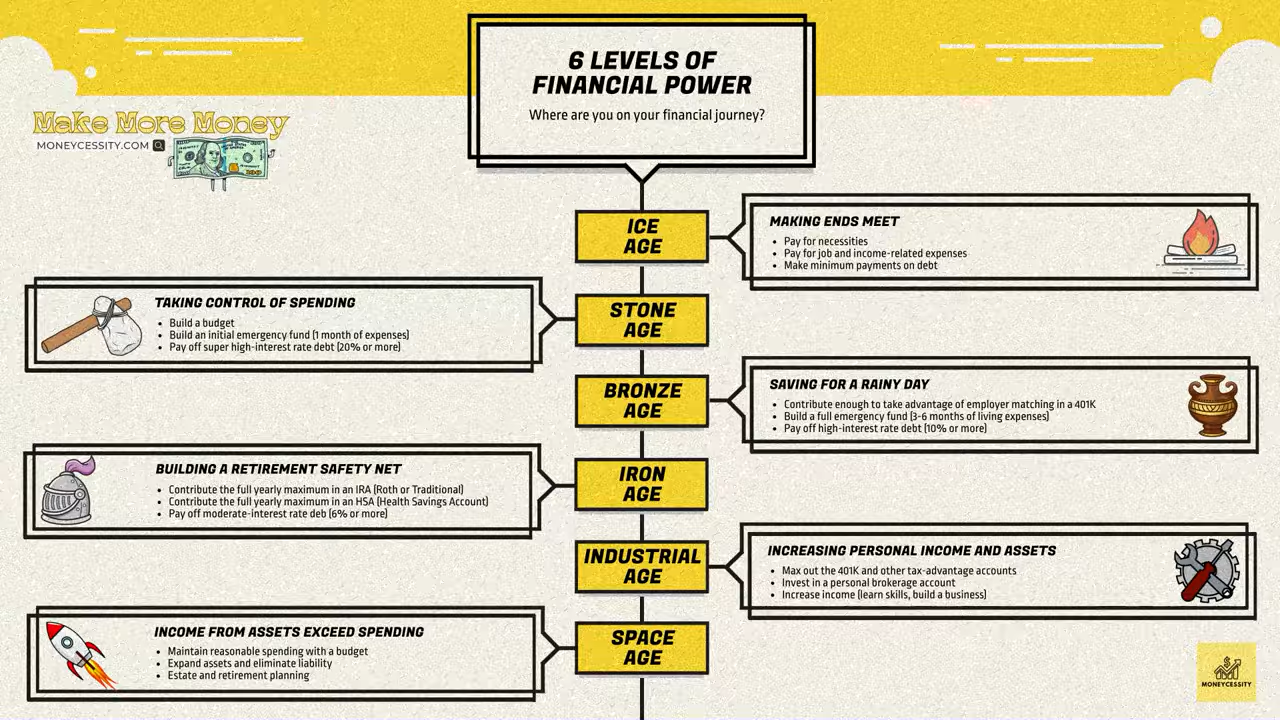 6 LEVELS OF
FINANCIAL POWER
Where are you on your financial journey?
Make More Money
MONEYCESSITY.COM
100
ICE
AGE
MAKING ENDS MEET
• Pay for necessities
• Pay for job and income-related expenses
• Make minimum payments on debt
STONE
AGE
TAKING CONTROL OF SPENDING
• Build a budget
• Build an initial emergency fund (1 month of expenses)
• Pay off super high-interest rate debt (20% or more)
BRONZE
AGE
SAVING FOR A RAINY DAY
• Contribute enough to take advantage of employer matching in a 401K
• Build a full emergency fund (3-6 months of living expenses)
• Pay off high-interest rate debt (10% or more)
IRON
AGE
BUILDING A RETIREMENT SAFETY NET
• Contribute the full yearly maximum in an IRA (Roth or Traditional)
• Contribute the full yearly maximum in an HSA (Health Savings Account)
• Pay off moderate-interest rate deb (6% or more)
INDUSTRIAL
AGE
INCREASING PERSONAL INCOME AND ASSETS
• Max out the 401K and other tax-advantage accounts
• Invest in a personal brokerage account
• Increase income (learn skills, build a business)
SPACE
AGE
INCOME FROM ASSETS EXCEED SPENDING
• Maintain reasonable spending with a budget
• Expand assets and eliminate liability
• Estate and retirement planning
$
MONEYCESSITY